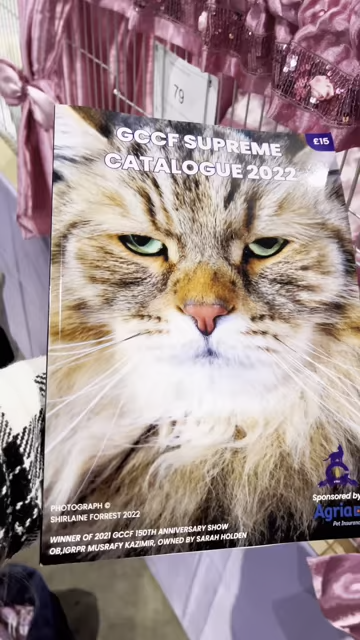 79
GCCF SUPREME
CATALOGUE 2022
£15
PHOTOGRAPH ©
SHIRLAINE FORREST 2022
WINNER OF 2021 GCCF 150TH ANNIVERSARY SHOW
OB,IGRPR MUSRAFY KAZIMIR, OWNED BY SARAH HOLDEN
Sponsored by
Agria
Pet Insurance